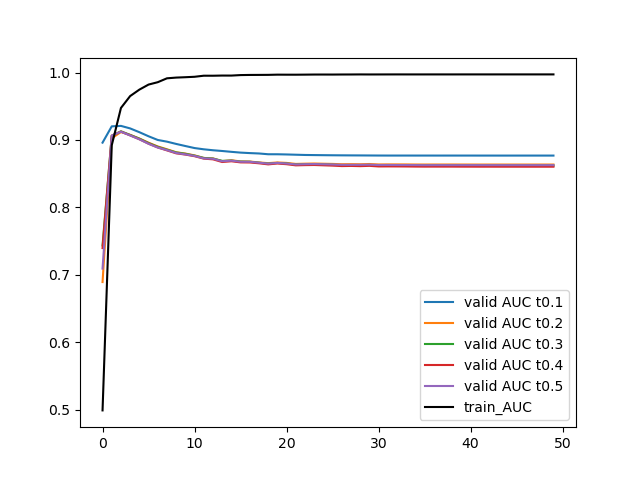 1.0
0.9
0.8
0.7
0.6
0.5
0
10
20
30
40
50
valid AUC t0.1
valid AUC t0.2
valid AUC t0.3
valid AUC t0.4
valid AUC t0.5
train_AUC